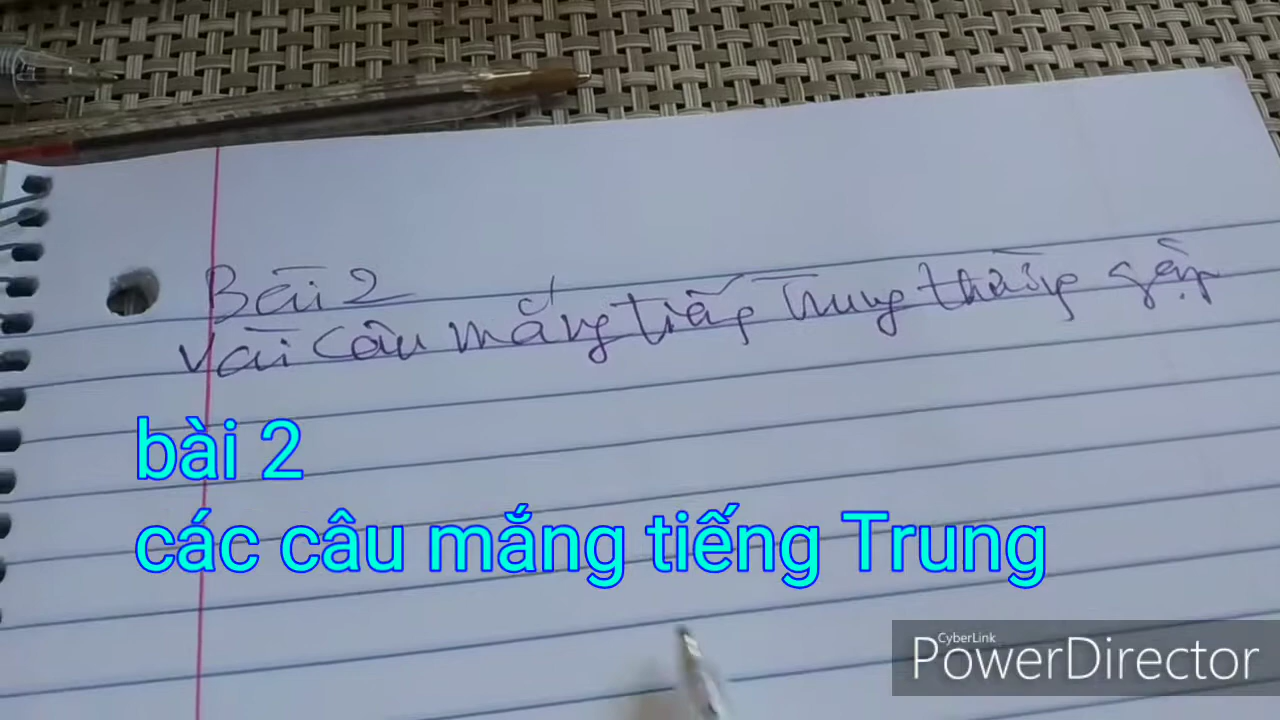 Bài 2
Vài câu mắng tiếng Trung thường gặp
bài 2
các câu mắng tiếng Trung
CyberLink
PowerDirector